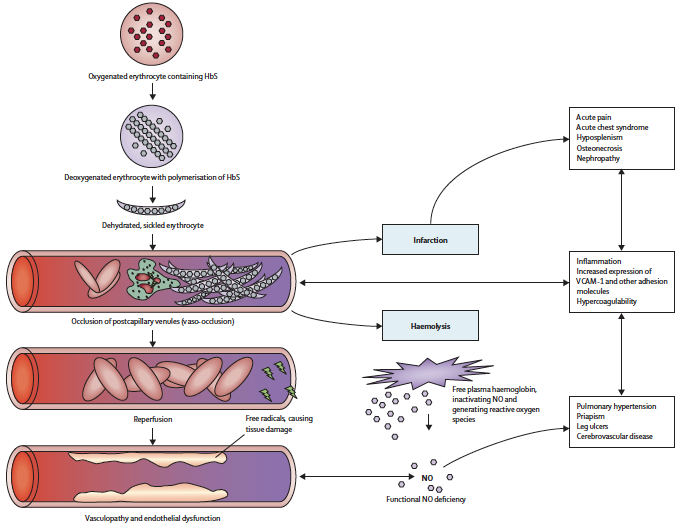 Oxygenated erythrocyte containing HbS
Deoxygenated erythrocyte with polymerisation of HbS
Dehydrated, sickled erythrocyte
Occlusion of postcapillary venules (vaso-occlusion)
Reperfusion
Free radicals, causing
tissue damage
Vasculopathy and endothelial dysfunction
Infarction
Haemolysis
Free plasma haemoglobin,
inactivating NO and
generating reactive oxygen
species
NO
Functional NO deficiency
Acute pain
Acute chest syndrome
Hyposplenism
Osteonecrosis
Nephropathy
Inflammation
Increased expression of
VCAM-1 and other adhesion
molecules
Hypercoagulability
Pulmonary hypertension
Priapism
Leg ulcers
Cerebrovascular disease